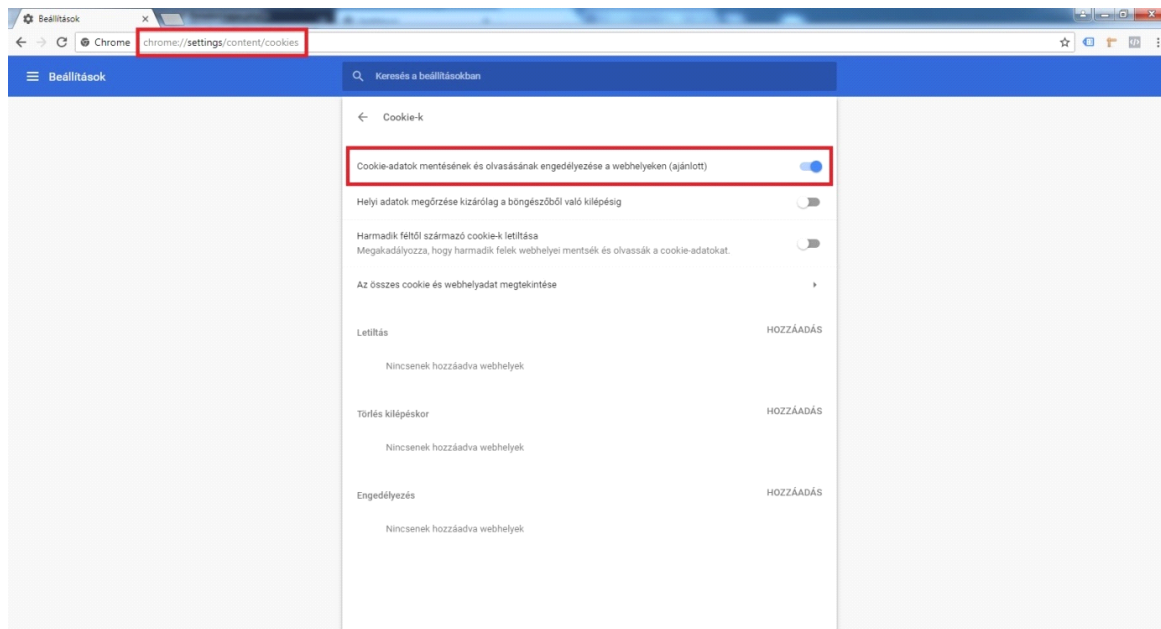 Beállítások
Chrome chrome://settings/content/cookies
Beállítások
Keresés a beállításokban
Cookie-k
Cookie-adatok mentésének és olvasásának engedélyezése a webhelyeken (ajánlott)
Helyi adatok megőrzése kizárólag a böngészőből való kilépésig
Harmadik féltől származó cookie-k letiltása
Megakadályozza, hogy harmadik felek webhelyei mentsék és olvassák a cookie-adatokat.
Az összes cookie és webhelyadat megtekintése
Letiltás HOZZÁADÁS
Nincsenek hozzáadva webhelyek
Törlés kilépéskor HOZZÁADÁS
Nincsenek hozzáadva webhelyek
Engedélyezés HOZZÁADÁS
Nincsenek hozzáadva webhelyek